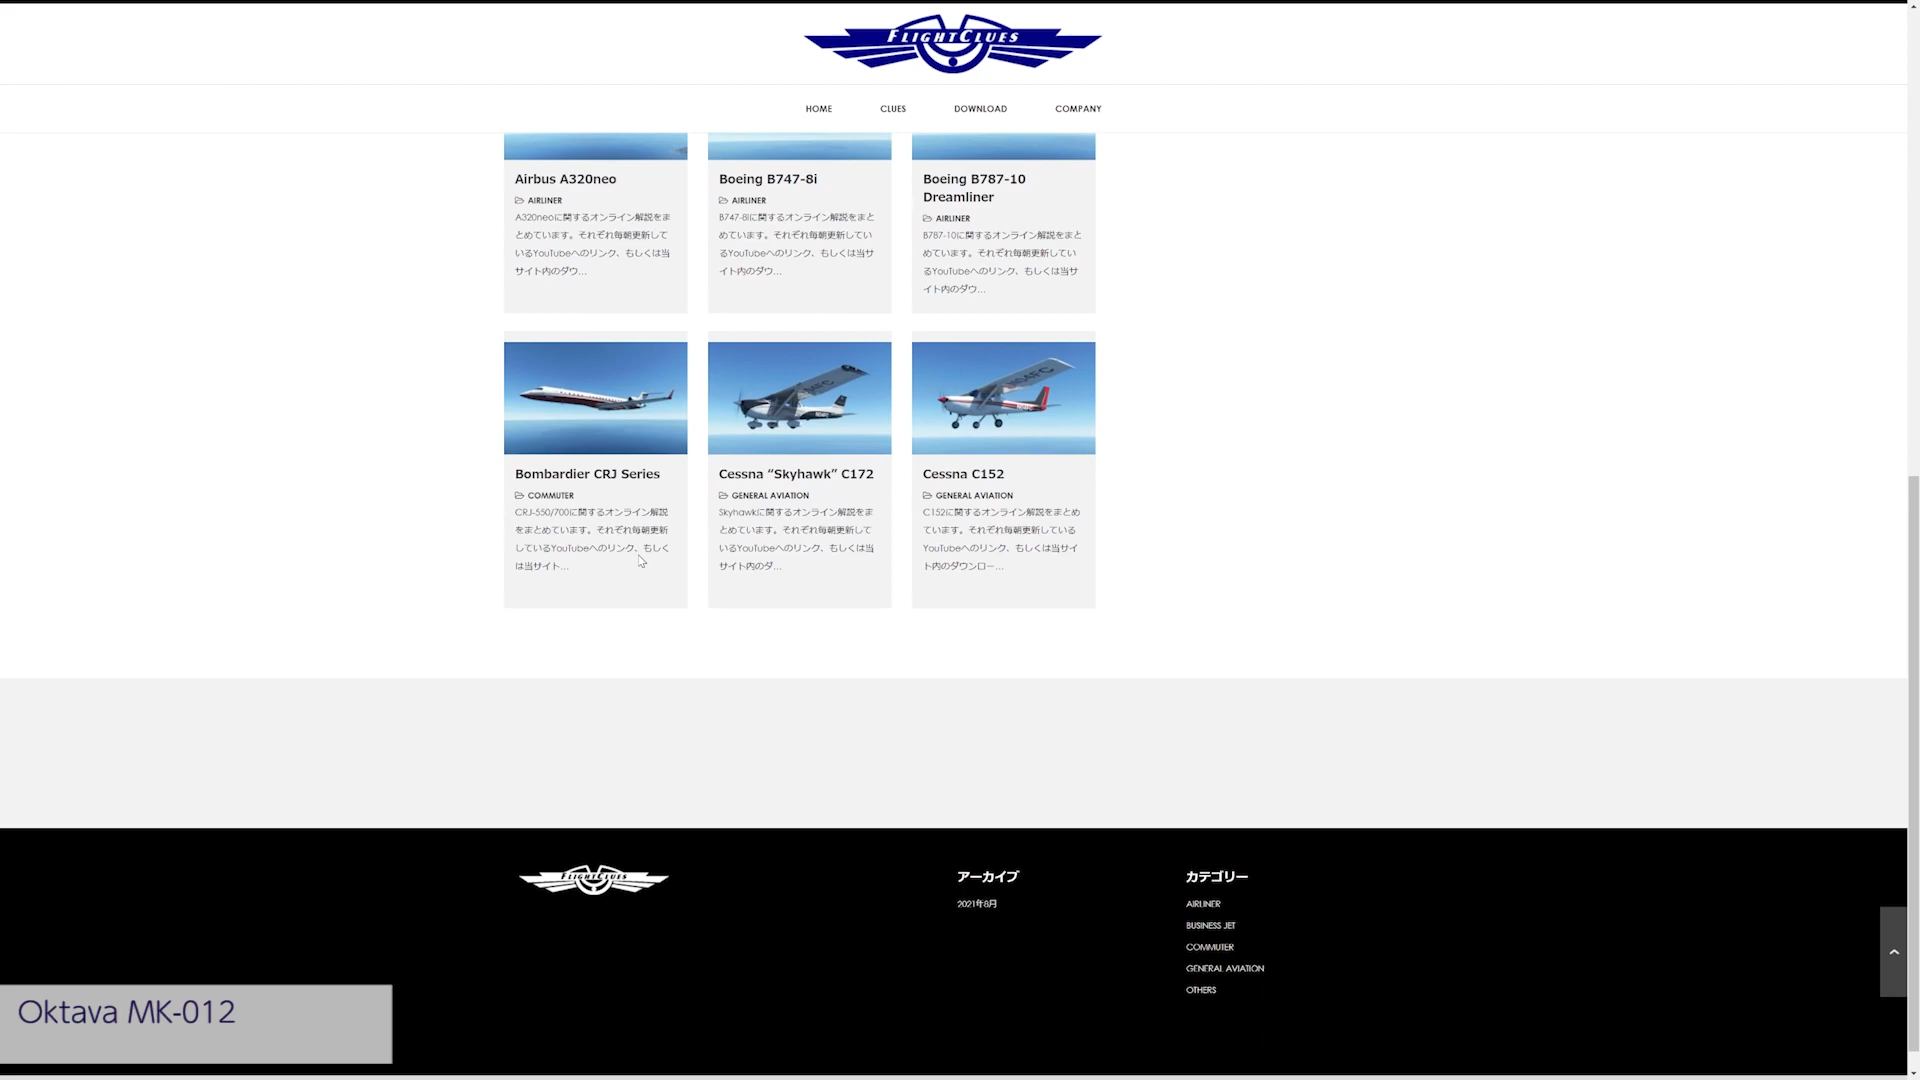 FLIGHTCLUES
HOME CLUES DOWNLOAD COMPANY
Airbus A320neo
AIRLINER
A320neoに関するオンライン解説をま
とめています。それぞれ毎朝更新して
いるYouTubeへのリンク、もしくは当
サイト内のダウ...
Boeing B747-8i
AIRLINER
B747-8iに関するオンライン解説をまと
めています。それぞれ毎朝更新してい
るYouTubeへのリンク、もしくは当サ
イト内のダウ...
Boeing B787-10
Dreamliner
AIRLINER
B787-10に関するオンライン解説をまと
めています。それぞれ毎朝更新してい
るYouTubeへのリンク、もしくは当サ
イト内のダウ...
Bombardier CRJ Series
COMMUTER
CRJ-550/700に関するオンライン解説
をまとめています。それぞれ毎朝更新
しているYouTubeへのリンク、もしく
は当サイト...
Cessna “Skyhawk” C172
GENERAL AVIATION
Skyhawkに関するオンライン解説をま
とめています。それぞれ毎朝更新して
いるYouTubeへのリンク、もしくは当
サイト内のダ...
N04FC
Cessna C152
GENERAL AVIATION
C152に関するオンライン解説をまとめ
ています。それぞれ毎朝更新している
YouTubeへのリンク、もしくは当サイ
ト内のダウンロー...
FLIGHTCLUES
アーカイブ
2021年8月
カテゴリー
AIRLINER
BUSINESS JET
COMMUTER
GENERAL AVIATION
OTHERS
Oktava MK-012